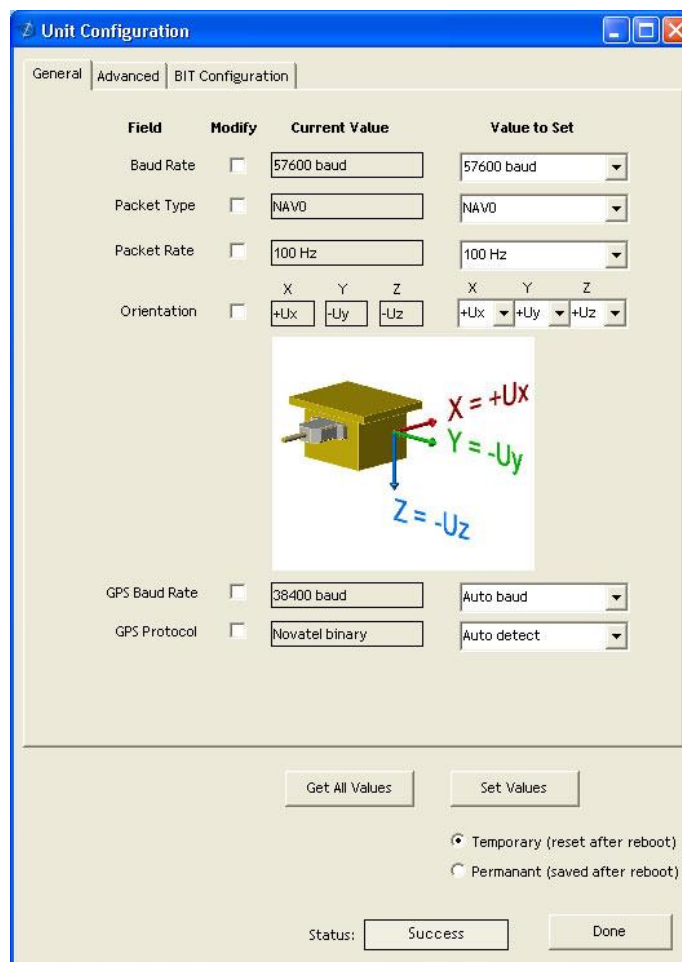 Unit Configuration
General Advanced BIT Configuration
Field Modify Current Value Value to Set
Baud Rate 57600 baud 57600 baud
Packet Type NAV0 NAV0
Packet Rate 100 Hz 100 Hz
X Y Z X Y Z
Orientation +Ux -Uy -Uz +Ux +Uy +Uz
X = +Ux
Y = -Uy
Z = -Uz
GPS Baud Rate 38400 baud Auto baud
GPS Protocol Novatel binary Auto detect
Get All Values Set Values
Temporary (reset after reboot)
Permanant (saved after reboot)
Status: Success Done